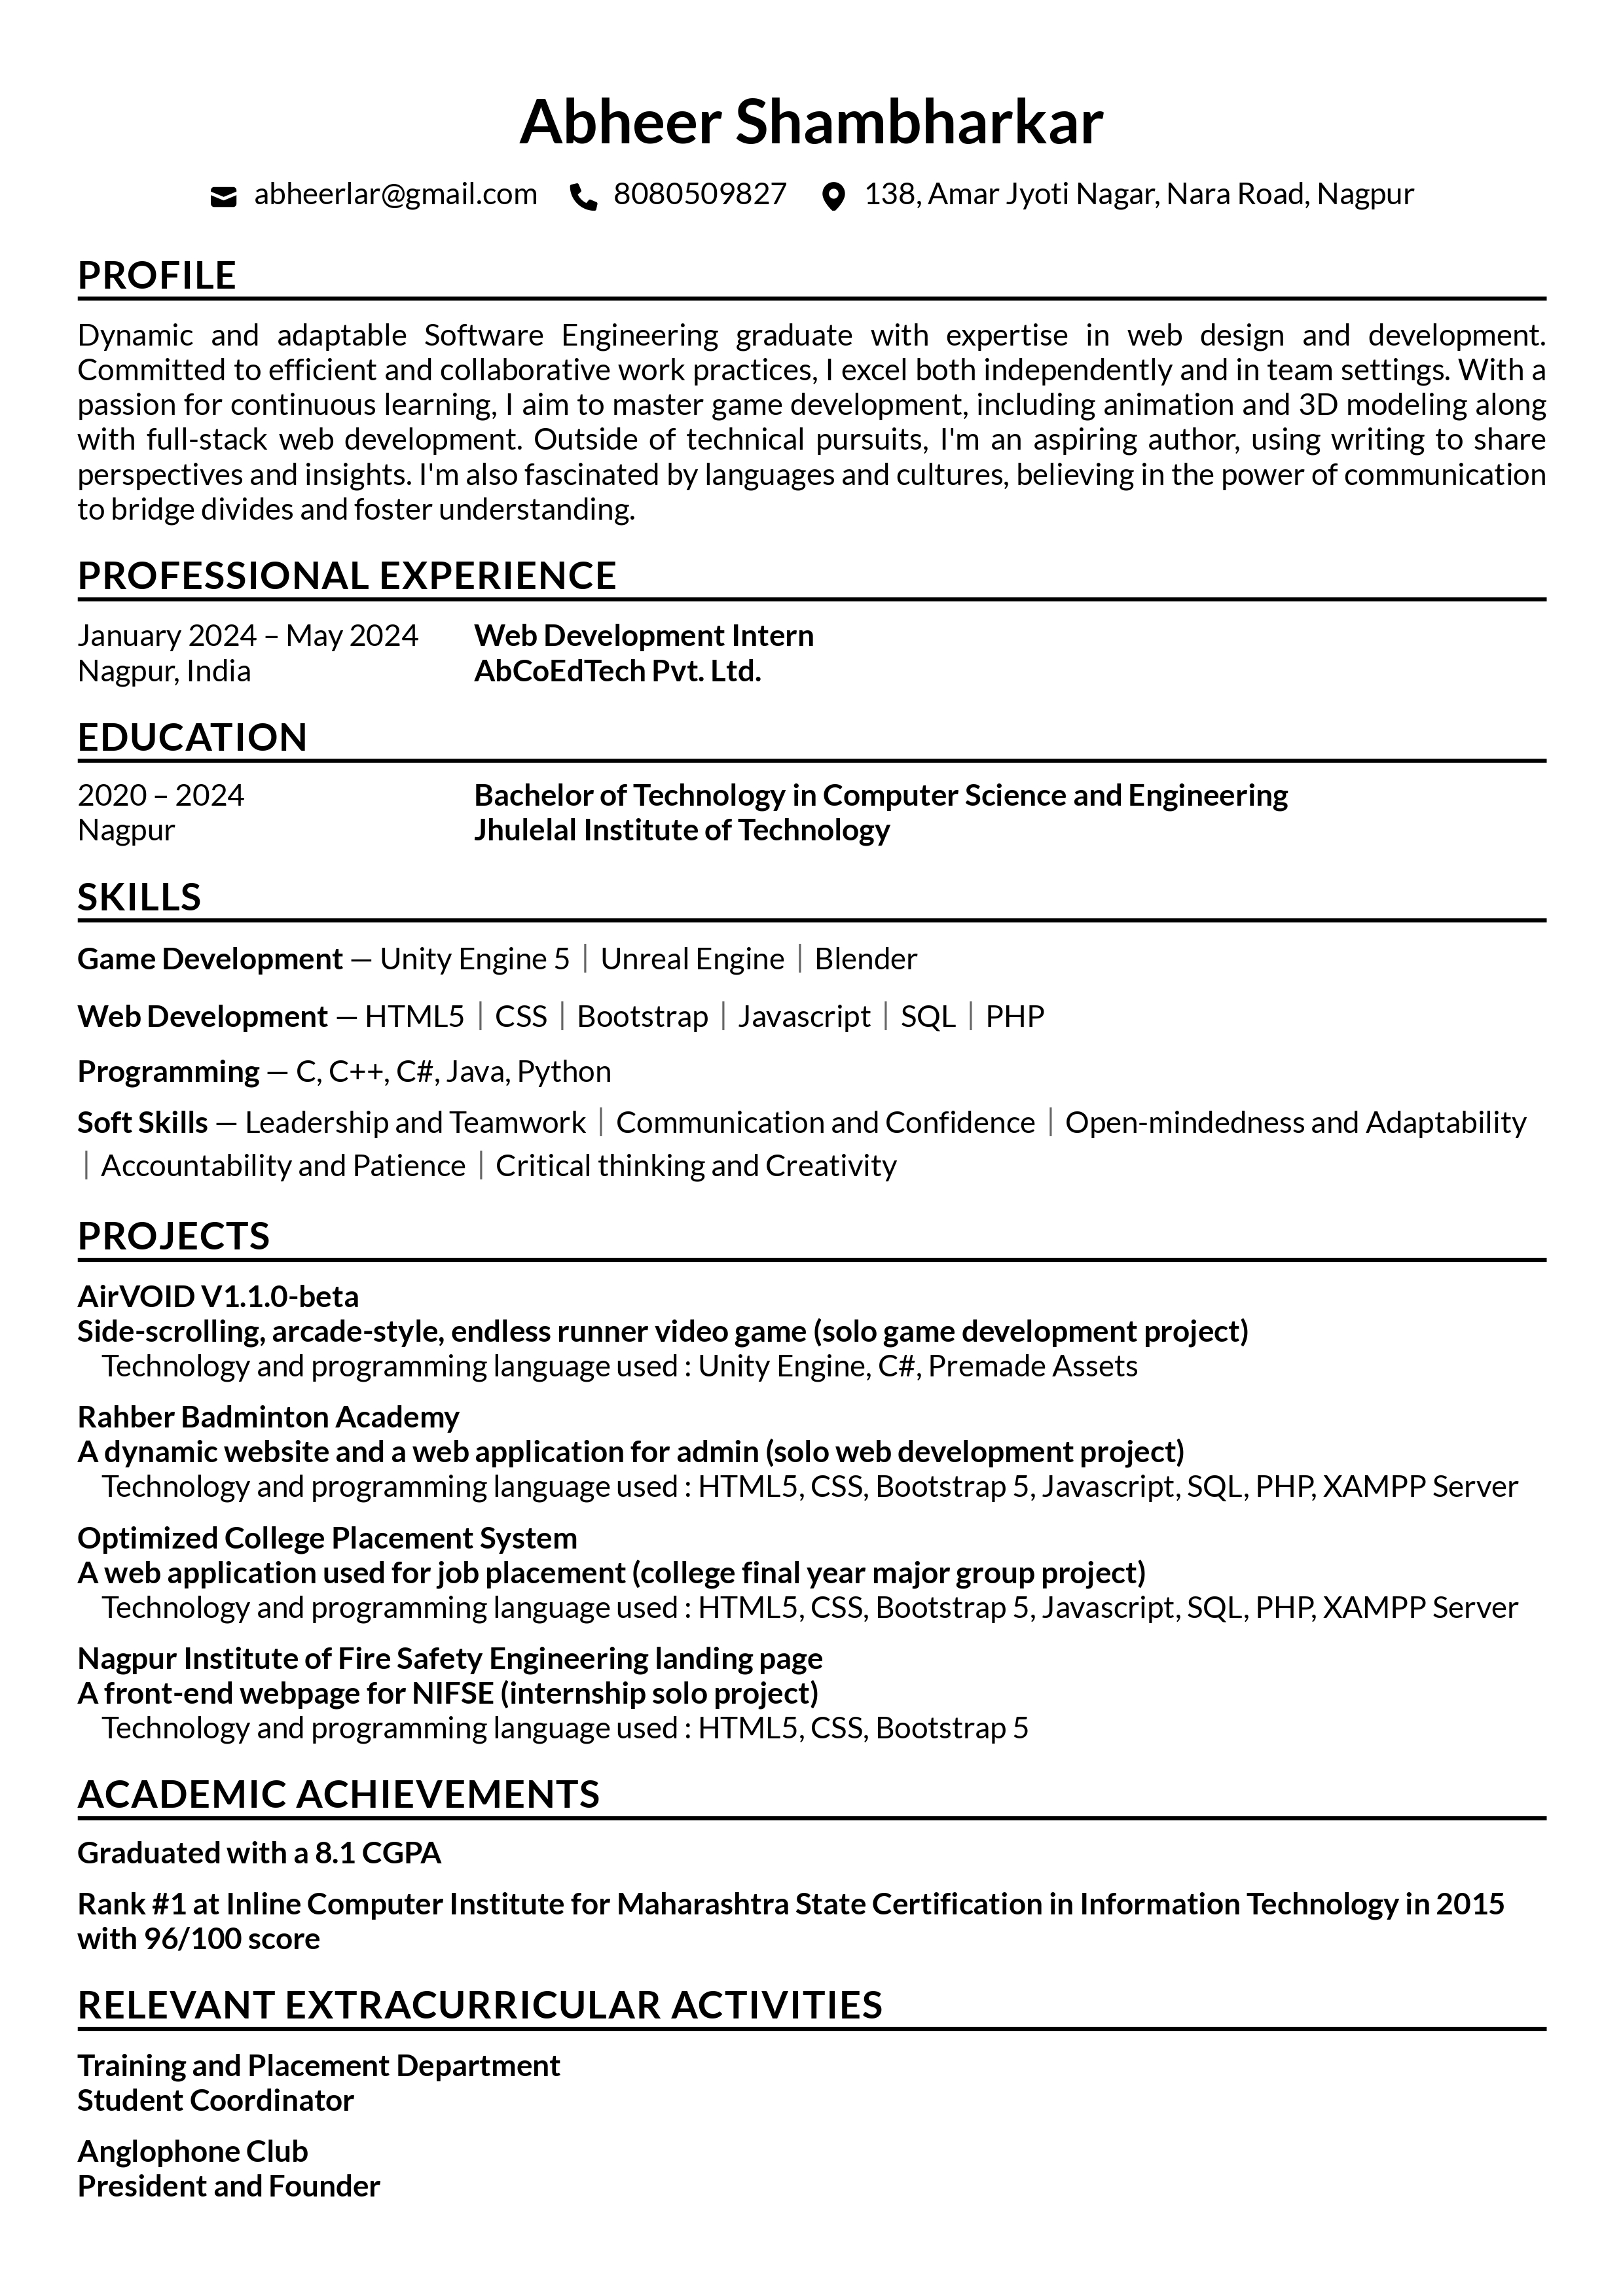 Abheer Shambharkar
abheerlar@gmail.com 8080509827 138, Amar Jyoti Nagar, Nara Road, Nagpur
PROFILE
Dynamic and adaptable Software Engineering graduate with expertise in web design and development.
Committed to efficient and collaborative work practices, I excel both independently and in team settings. With a
passion for continuous learning, I aim to master game development, including animation and 3D modeling along
with full-stack web development. Outside of technical pursuits, I'm an aspiring author, using writing to share
perspectives and insights. I'm also fascinated by languages and cultures, believing in the power of communication
to bridge divides and foster understanding.
PROFESSIONAL EXPERIENCE
January 2024 – May 2024 Web Development Intern
Nagpur, India AbCoEdTech Pvt. Ltd.
EDUCATION
2020 – 2024 Bachelor of Technology in Computer Science and Engineering
Nagpur Jhulelal Institute of Technology
SKILLS
Game Development — Unity Engine 5 | Unreal Engine | Blender
Web Development — HTML5 | CSS | Bootstrap | Javascript | SQL | PHP
Programming — C, C++, C#, Java, Python
Soft Skills — Leadership and Teamwork | Communication and Confidence | Open-mindedness and Adaptability
| Accountability and Patience | Critical thinking and Creativity
PROJECTS
AirVOID V1.1.0-beta
Side-scrolling, arcade-style, endless runner video game (solo game development project)
Technology and programming language used : Unity Engine, C#, Premade Assets
Rahber Badminton Academy
A dynamic website and a web application for admin (solo web development project)
Technology and programming language used : HTML5, CSS, Bootstrap 5, Javascript, SQL, PHP, XAMPP Server
Optimized College Placement System
A web application used for job placement (college final year major group project)
Technology and programming language used : HTML5, CSS, Bootstrap 5, Javascript, SQL, PHP, XAMPP Server
Nagpur Institute of Fire Safety Engineering landing page
A front-end webpage for NIFSE (internship solo project)
Technology and programming language used : HTML5, CSS, Bootstrap 5
ACADEMIC ACHIEVEMENTS
Graduated with a 8.1 CGPA
Rank #1 at Inline Computer Institute for Maharashtra State Certification in Information Technology in 2015
with 96/100 score
RELEVANT EXTRACURRICULAR ACTIVITIES
Training and Placement Department
Student Coordinator
Anglophone Club
President and Founder